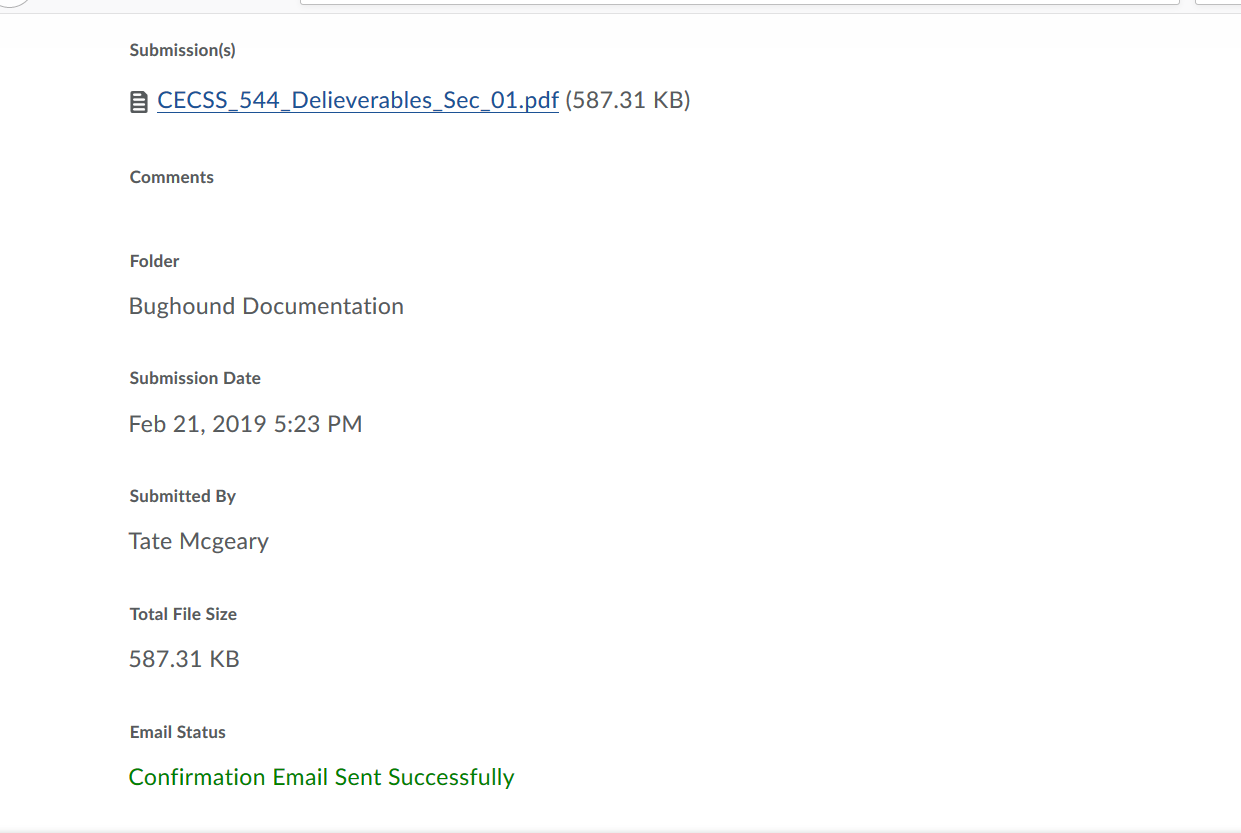 Submission(s)
CECSS_544_Delieverables_Sec_01.pdf (587.31 KB)
Comments
Folder
Bughound Documentation
Submission Date
Feb 21, 2019 5:23 PM
Submitted By
Tate Mcgeary
Total File Size
587.31 KB
Email Status
Confirmation Email Sent Successfully